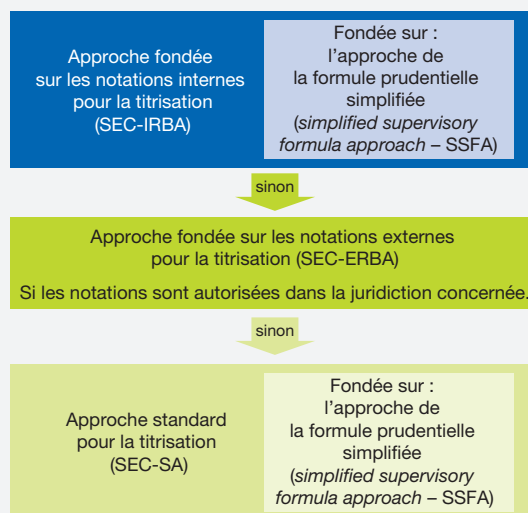 Approche fondée
sur les notations internes
pour la titrisation
(SEC-IRBA)
Fondée sur :
l'approche de
la formule prudentielle
simplifiée
(simplified supervisory
formula approach – SSFA)
sinon
Approche fondée sur les notations externes
pour la titrisation (SEC-ERBA)
Si les notations sont autorisées dans la juridiction concernée.
sinon
Approche standard
pour la titrisation
(SEC-SA)
Fondée sur :
l'approche de
la formule prudentielle
simplifiée
(simplified supervisory
formula approach – SSFA)